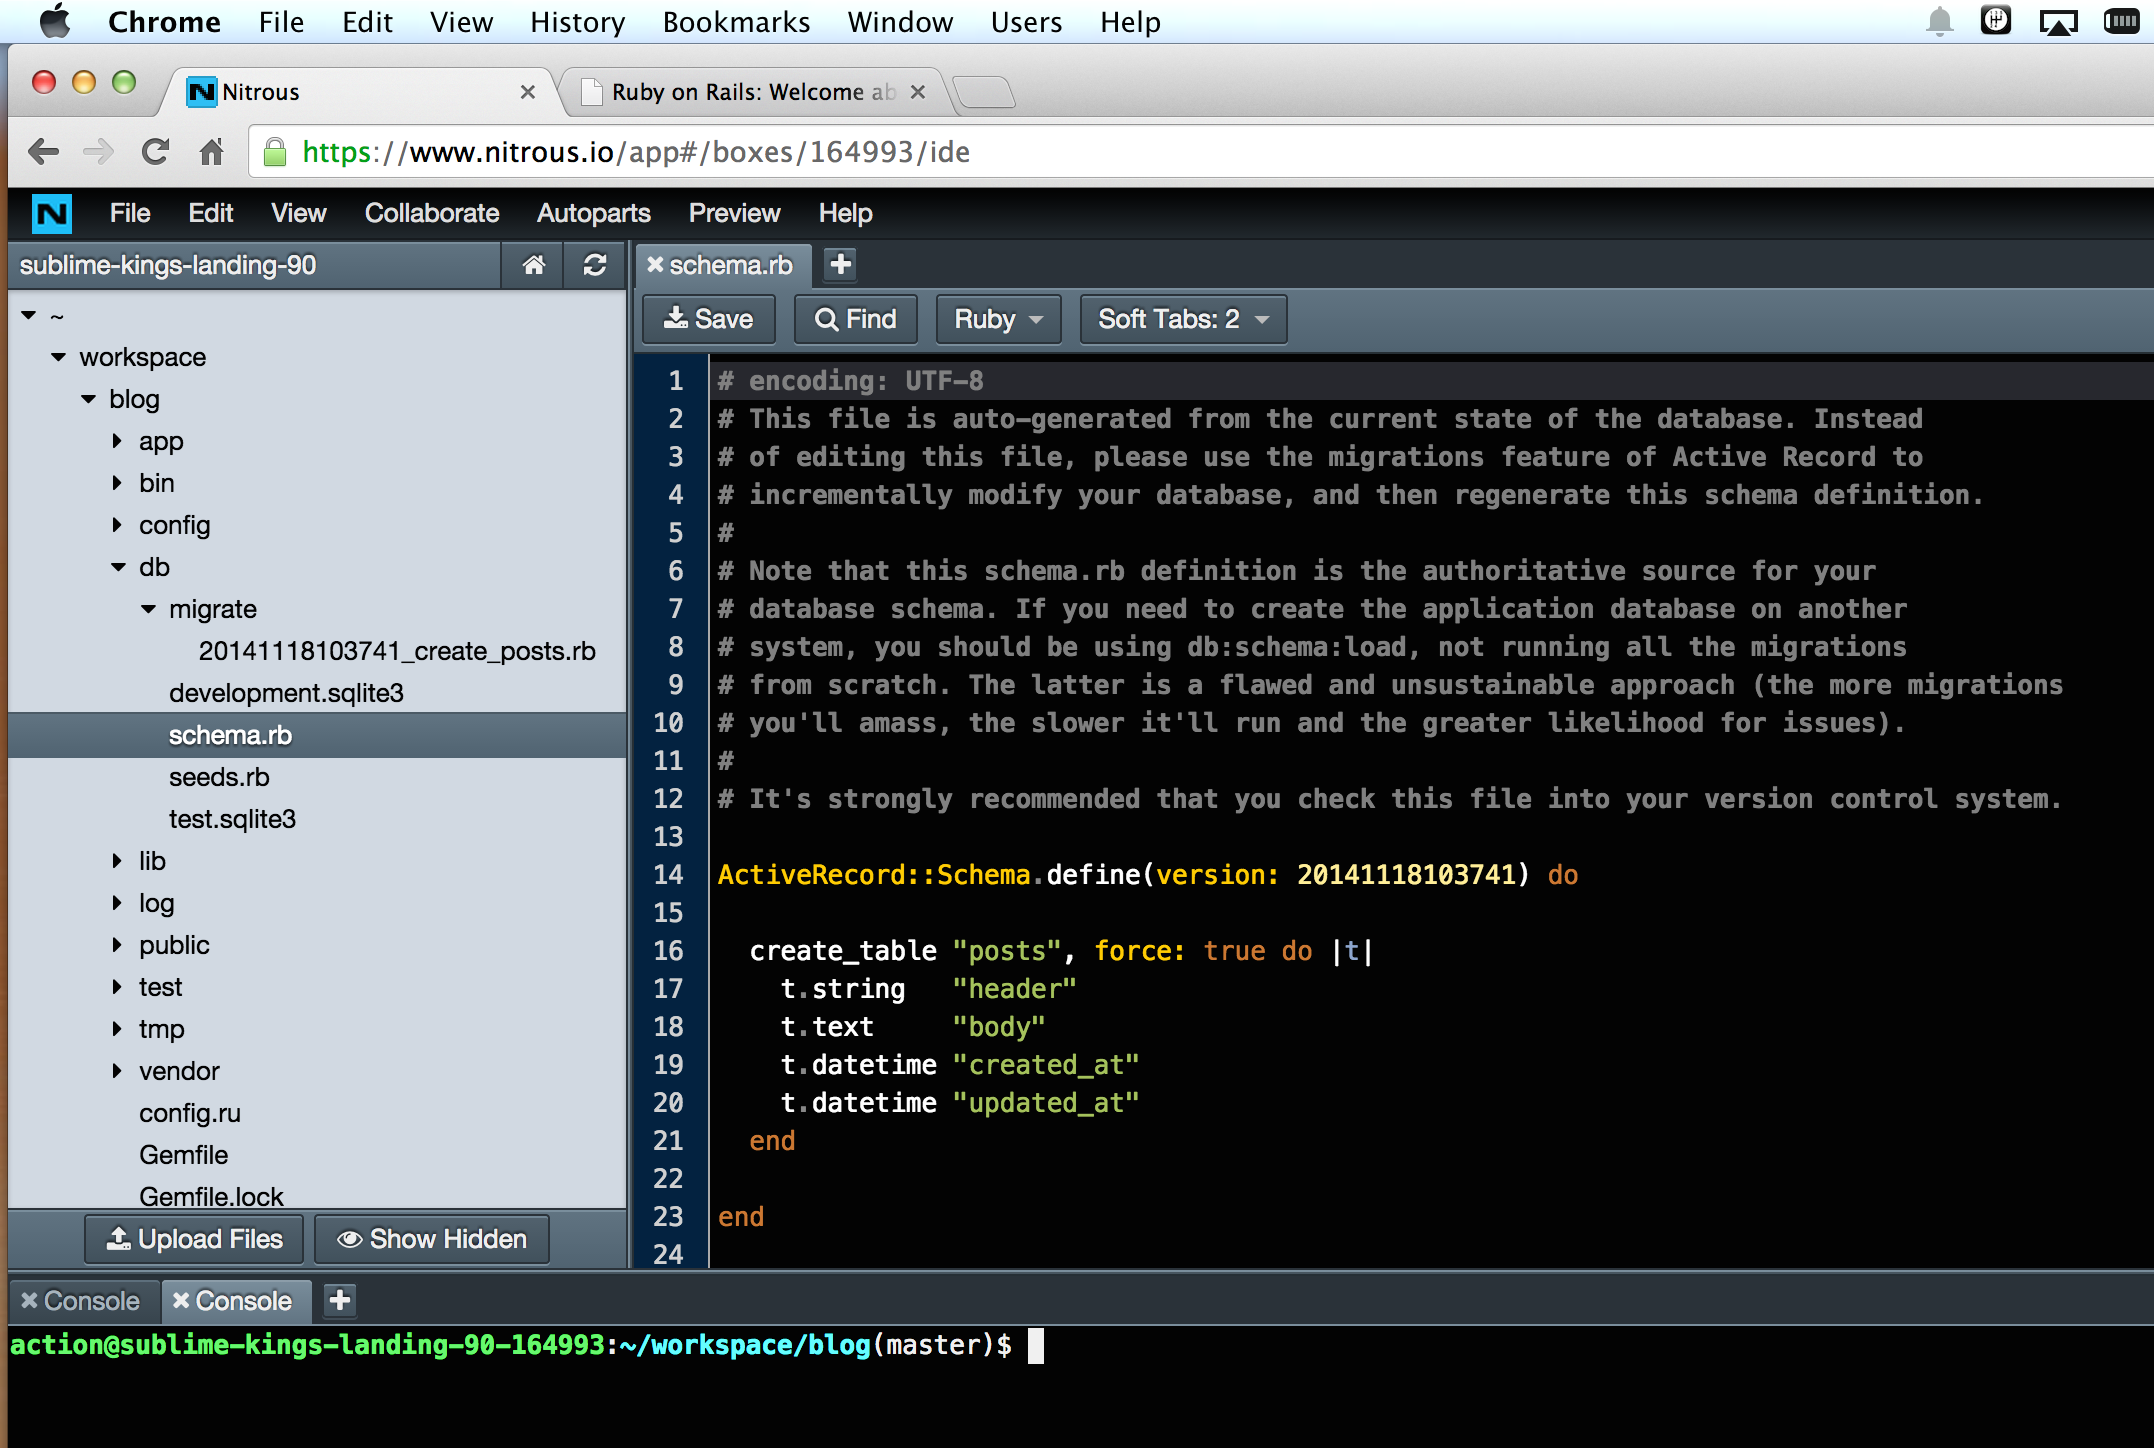 Chrome File Edit View History Bookmarks Window Users Help
Nitrous
Ruby on Rails: Welcome ab
https://www.nitrous.io/app#/boxes/164993/ide
N File Edit View Collaborate Autoparts Preview Help
sublime-kings-landing-90
~
workspace
blog
app
bin
config
db
migrate
20141118103741_create_posts.rb
development.sqlite3
schema.rb
seeds.rb
test.sqlite3
lib
log
public
test
tmp
vendor
config.ru
Gemfile
Gemfile.lock
Upload Files Show Hidden
schema.rb
Save Find Ruby Soft Tabs: 2
1 # encoding: UTF-8
2 # This file is auto-generated from the current state of the database. Instead
3 # of editing this file, please use the migrations feature of Active Record to
4 # incrementally modify your database, and then regenerate this schema definition.
5 #
6 # Note that this schema.rb definition is the authoritative source for your
7 # database schema. If you need to create the application database on another
8 # system, you should be using db:schema:load, not running all the migrations
9 # from scratch. The latter is a flawed and unsustainable approach (the more migrations
10 # you'll amass, the slower it'll run and the greater likelihood for issues).
11 #
12 # It's strongly recommended that you check this file into your version control system.
13
14 ActiveRecord::Schema.define(version: 20141118103741) do
15
16   create_table "posts", force: true do |t|
17     t.string   "header"
18     t.text     "body"
19     t.datetime "created_at"
20     t.datetime "updated_at"
21   end
22
23 end
24
Console Console
action@sublime-kings-landing-90-164993:~/workspace/blog(master)$